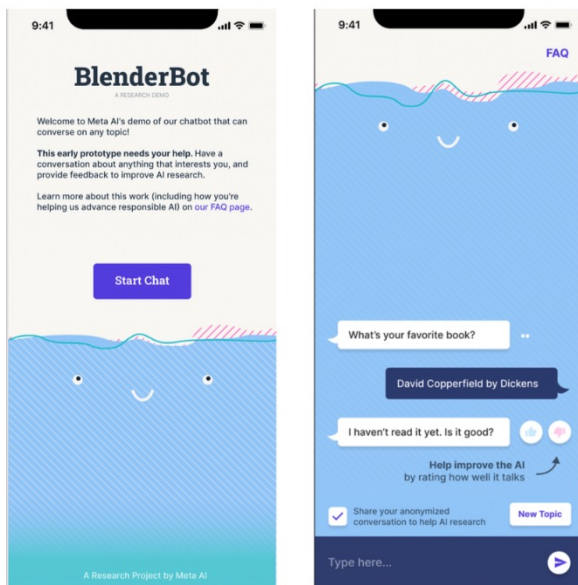 9:41
BlenderBot
A RESEARCH DEMO
Welcome to Meta AI's demo of our chatbot that can
converse on any topic!
This early prototype needs your help. Have a
conversation about anything that interests you, and
provide feedback to improve AI research.
Learn more about this work (including how you're
helping us advance responsible AI) on our FAQ page.
Start Chat
A Research Project by Meta AI
9:41
FAQ
What's your favorite book?
David Copperfield by Dickens
I haven't read it yet. Is it good?
Help improve the AI
by rating how well it talks
Share your anonymized
conversation to help AI research
New Topic
Type here...